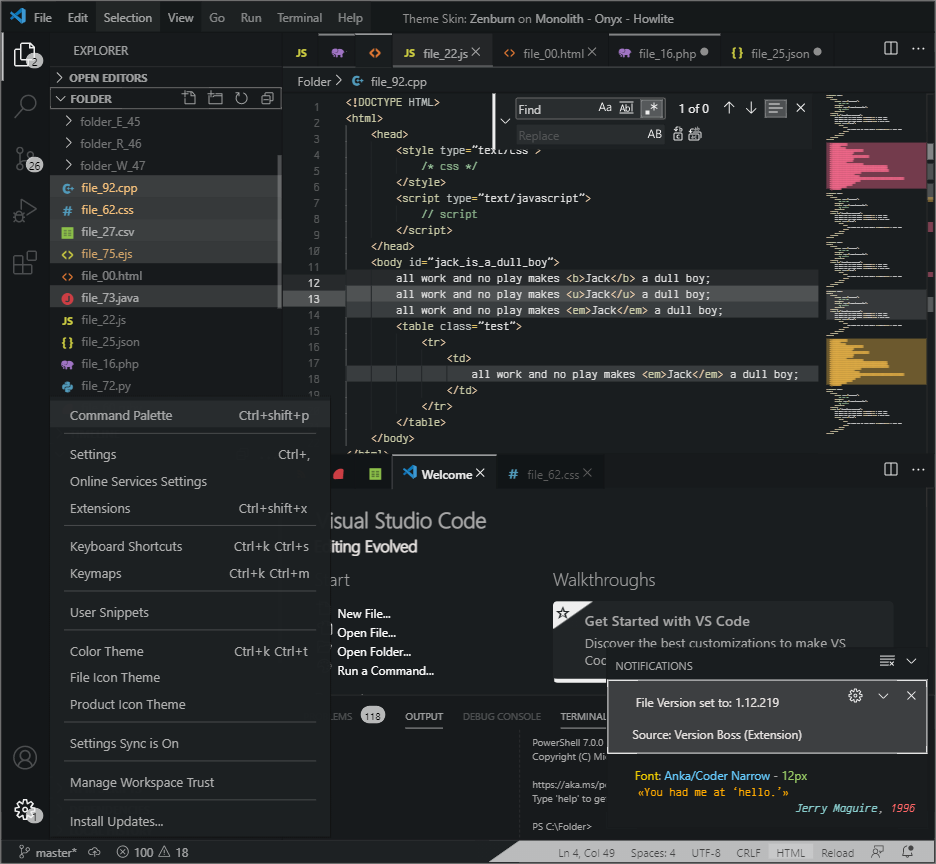 File Edit Selection View Go Run Terminal Help Theme Skin: Zenburn on Monolith - Onyx - Howlite
EXPLORER
JS file_22.js file_00.html file_16.php {} file_25.json
2
OPEN EDITORS
FOLDER
folder_E_45
folder_R_46
folder_W_47
file_92.cpp
# file_62.css
file_27.csv
file_75.ejs
file_00.html
file_73.java
JS file_22.js
{} file_25.json
file_16.php
file_72.py
26
Folder > file_92.cpp
1 <!DOCTYPE HTML>
2 <html>
3 <head>
4 <style type="text/css">
5 /* css */
6 </style>
7 <script type="text/javascript">
8 // script
9 </script>
10 </head>
11 <body id="jack_is_a_dull_boy">
12 all work and no play makes <b>Jack</b> a dull boy;
13 all work and no play makes <u>Jack</u> a dull boy;
14 all work and no play makes <em>Jack</em> a dull boy;
15 <table class="test">
16 <tr>
17 <td>
18 all work and no play makes <em>Jack</em> a dull boy;
19 </td>
</tr>
</table>
</body>
</html>
Find Aa Abl .* 1 of 0
Replace AB
Command Palette Ctrl+shift+p
Settings Ctrl+,
Online Services Settings
Extensions Ctrl+shift+x
Keyboard Shortcuts Ctrl+k Ctrl+s
Keymaps Ctrl+k Ctrl+m
User Snippets
Color Theme Ctrl+k Ctrl+t
File Icon Theme
Product Icon Theme
Settings Sync is On
Manage Workspace Trust
Install Updates...
1
Welcome # file_62.css
isual Studio Code
iting Evolved
art
New File...
Open File...
Open Folder...
Run a Command...
Walkthroughs
Get Started with VS Code
Discover the best customizations to make VS
Coc
NOTIFICATIONS
File Version set to: 1.12.219
Source: Version Boss (Extension)
Font: Anka/Coder Narrow - 12px
«You had me at ‘hello.’»
Jerry Maguire, 1996
EMS 118 OUTPUT DEBUG CONSOLE TERMINAL
PowerShell 7.0.0
Copyright (C) Mi
https://aka.ms/po
Type 'help' to ge
PS C:\Folder>
master* 100 18 Ln 4, Col 49 Spaces: 4 UTF-8 CRLF HTML Reload